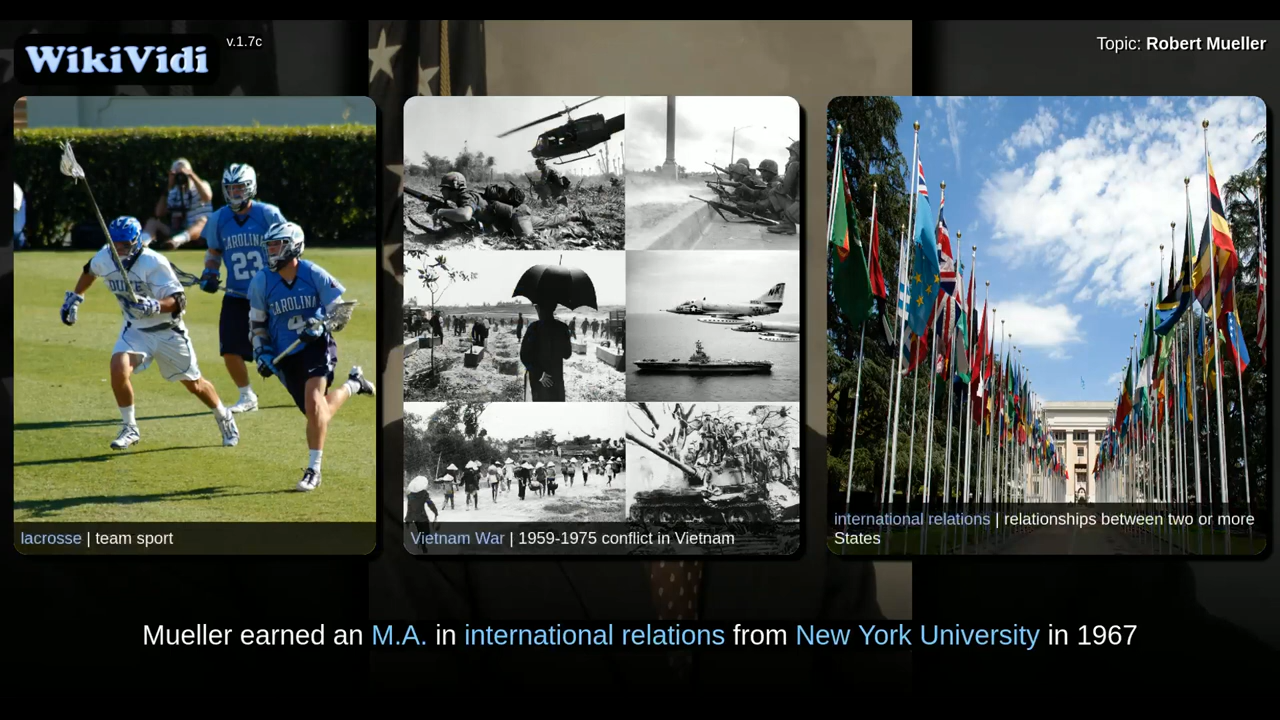 WikiVidi
v.1.7c
Topic: Robert Mueller
DUKE
CAROLINA
23
CAROLINA
4
NM
lacrosse | team sport
Vietnam War | 1959-1975 conflict in Vietnam
international relations | relationships between two or more
States
Mueller earned an M.A. in international relations from New York University in 1967